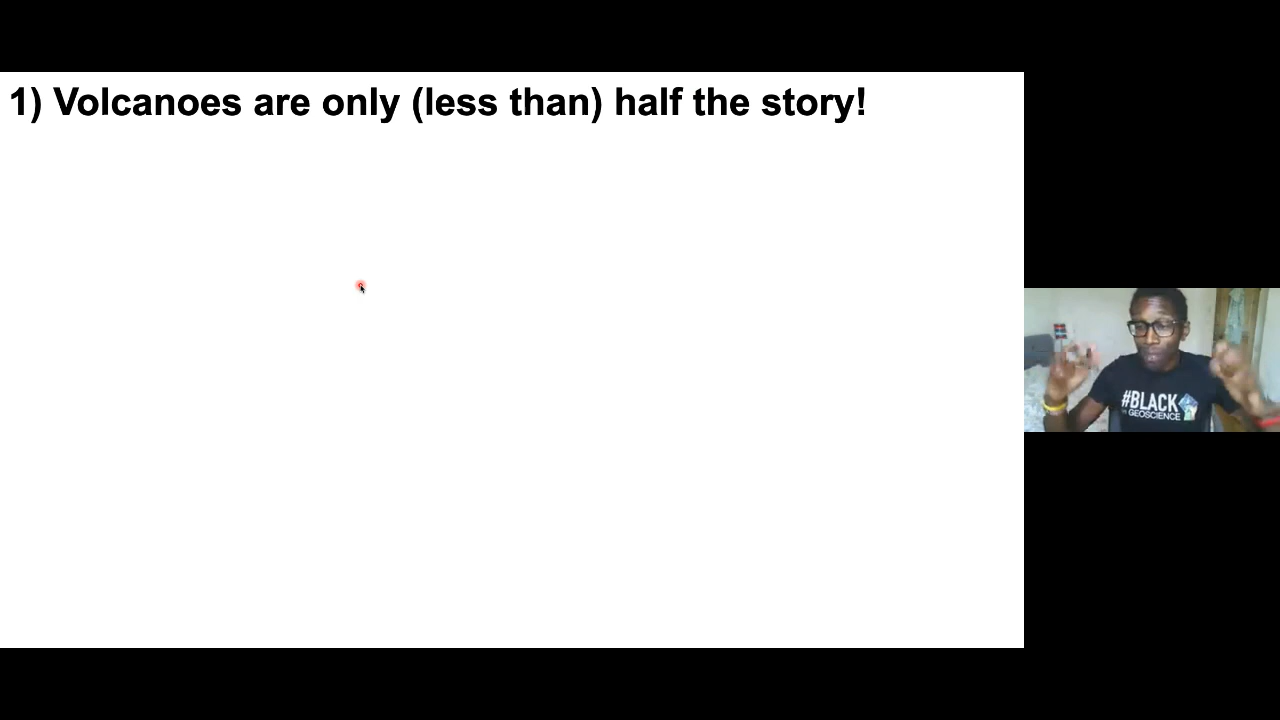 1) Volcanoes are only (less than) half the story!
#BLACK
GEOSCIENCE